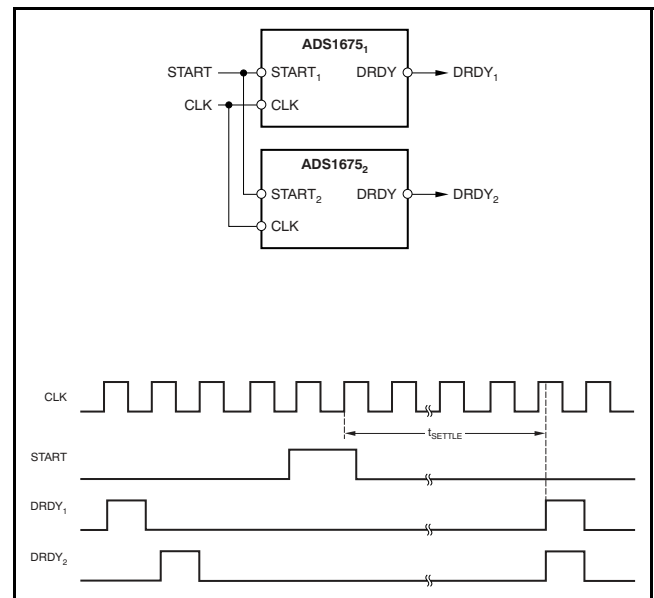 ADS1675₁
START START₁ DRDY DRDY₁
CLK CLK
ADS1675₂
START₂ DRDY DRDY₂
CLK
CLK
tSETTLE
START
DRDY₁
DRDY₂